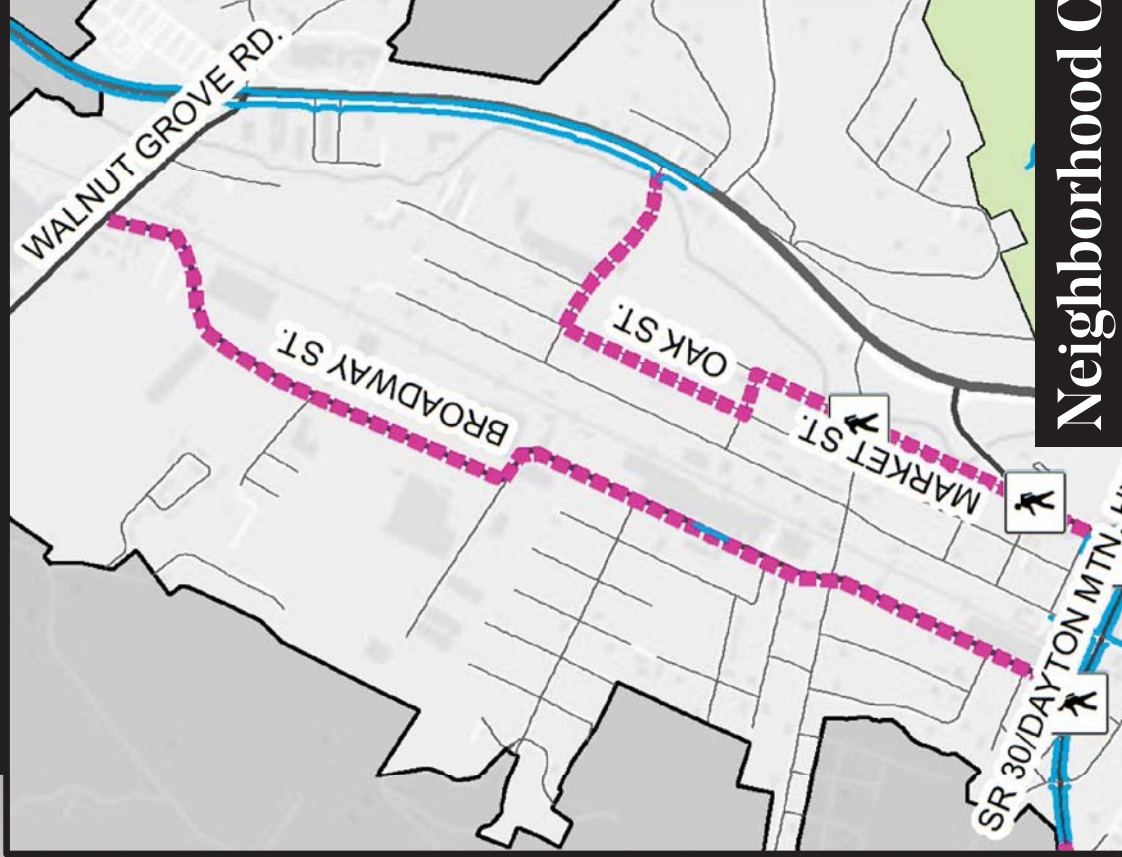 WALNUT GROVE RD.
BROADWAY ST.
OAK ST.
MARKET ST.
SR 30/DAYTON MTN.
Neighborhood